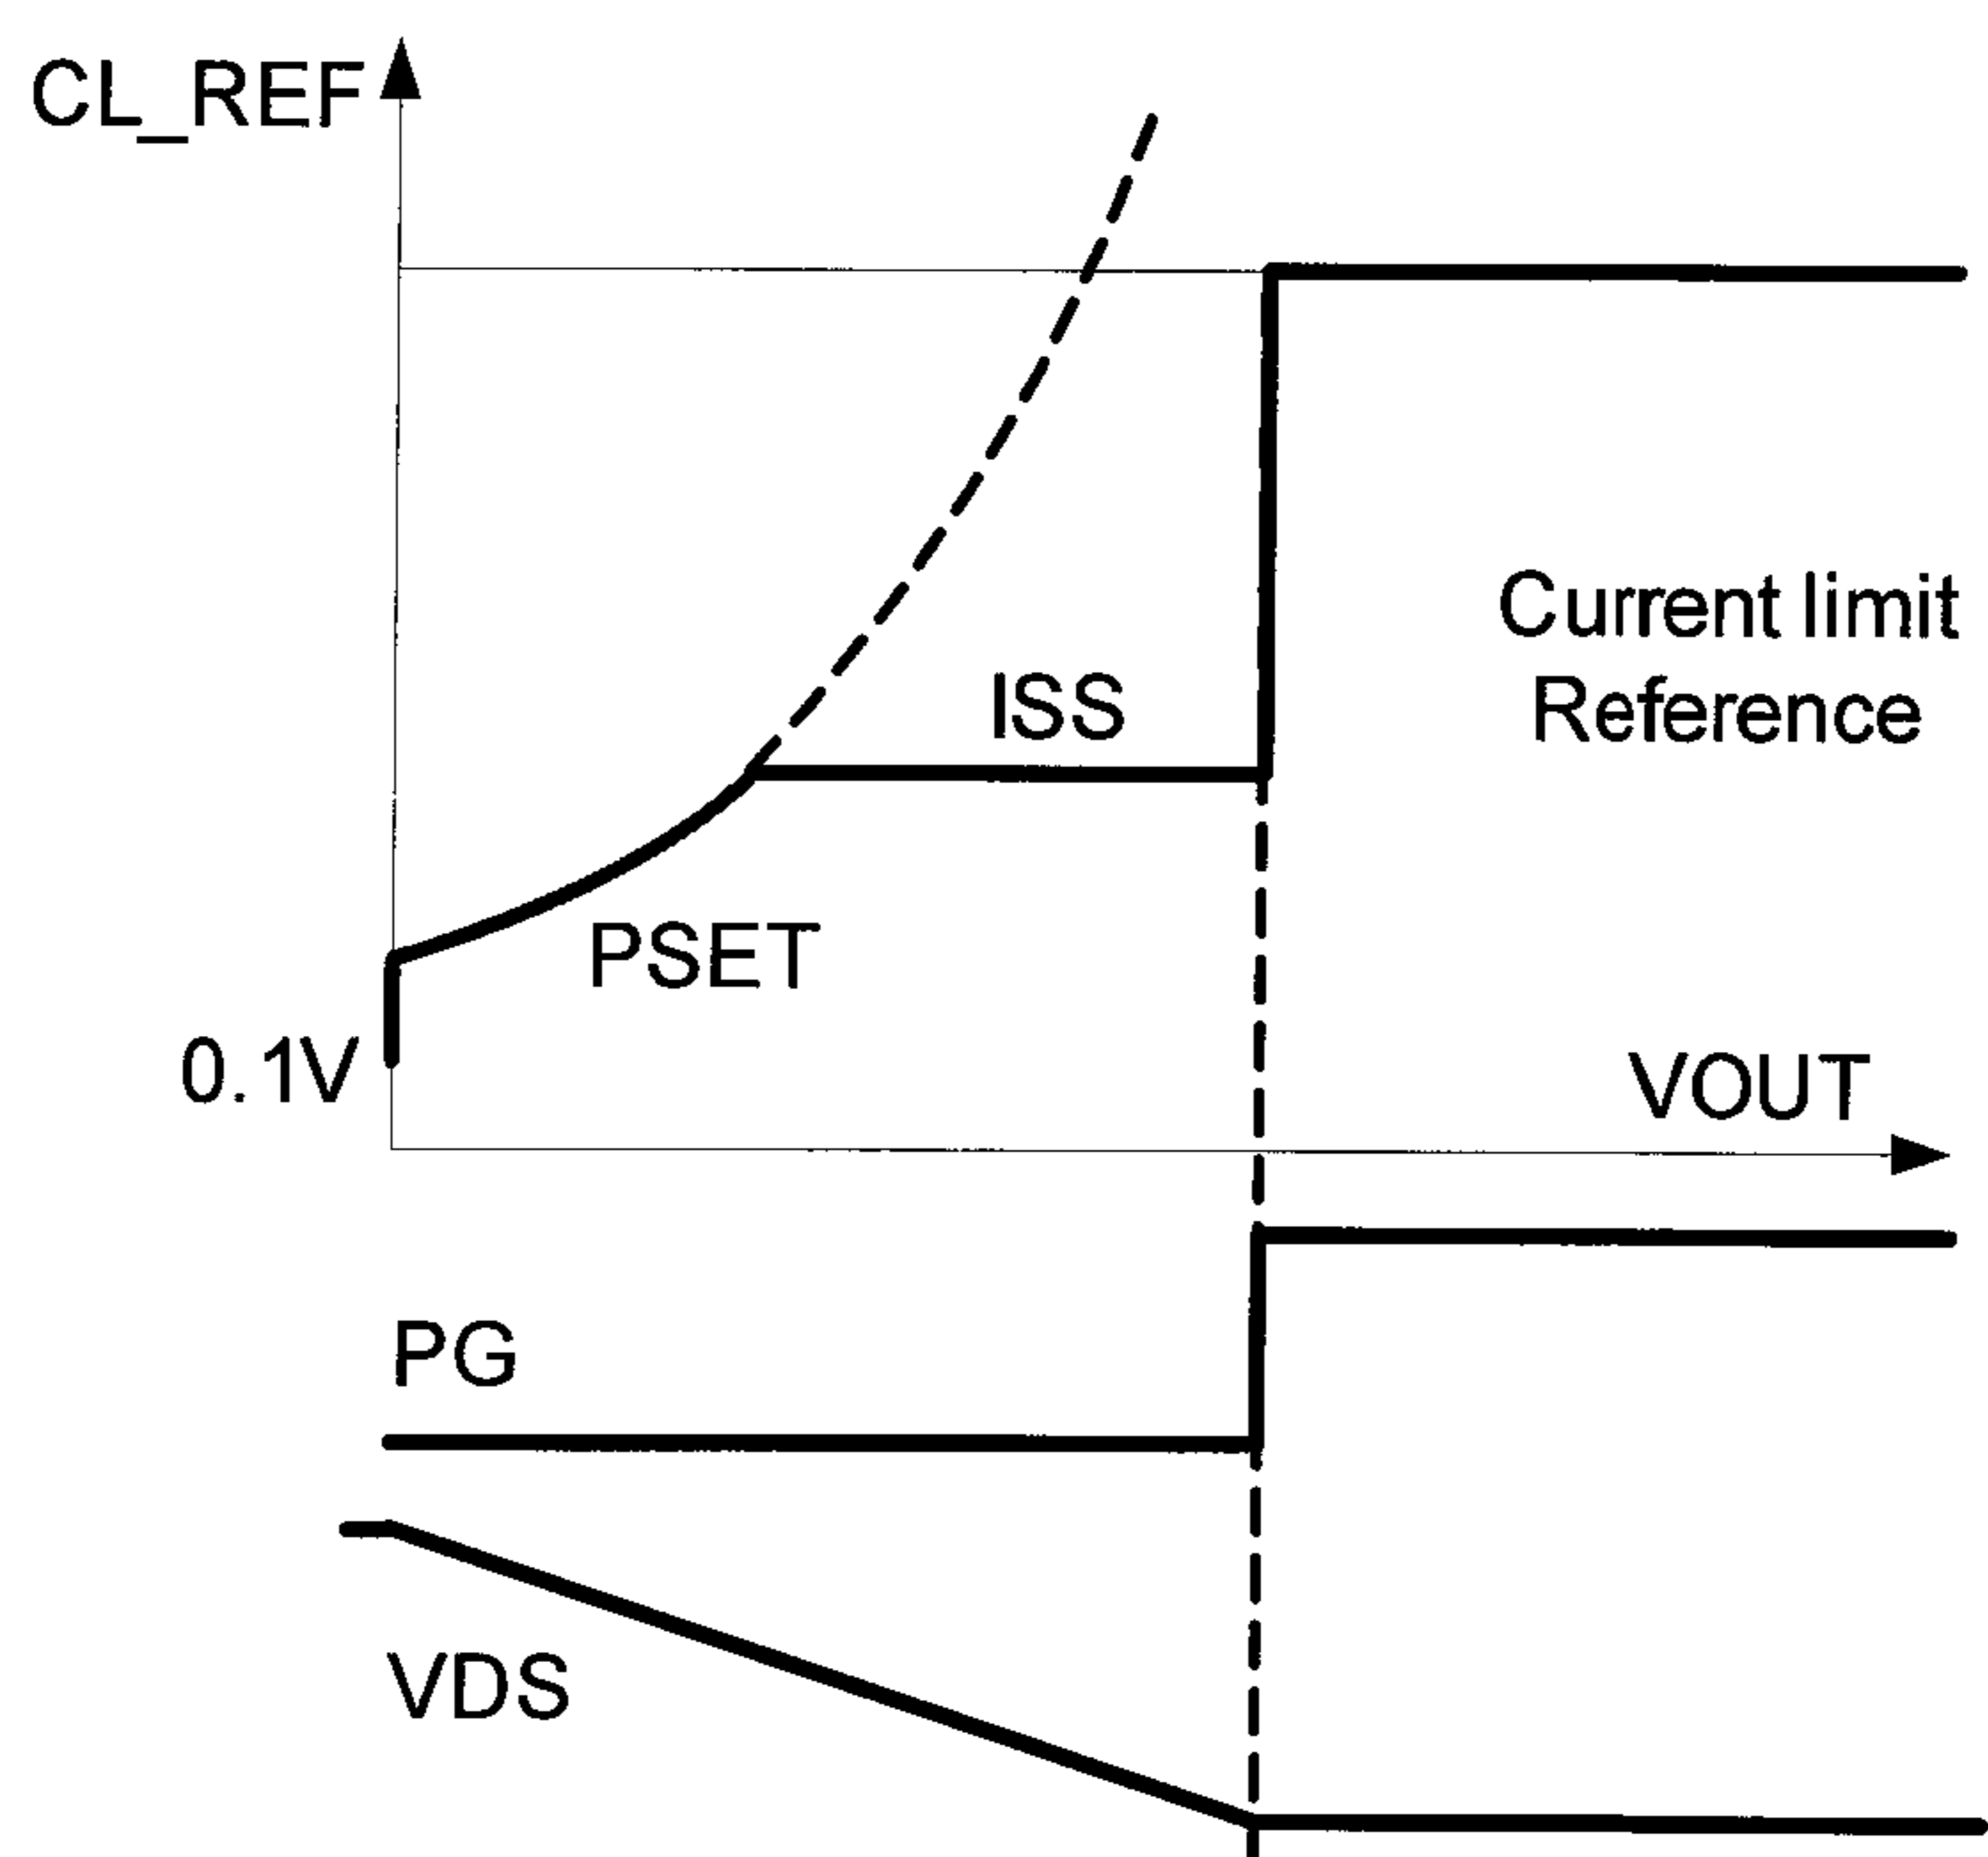 CL_REF
Current limit
Reference
ISS
PSET
0.1V
VOUT
PG
VDS